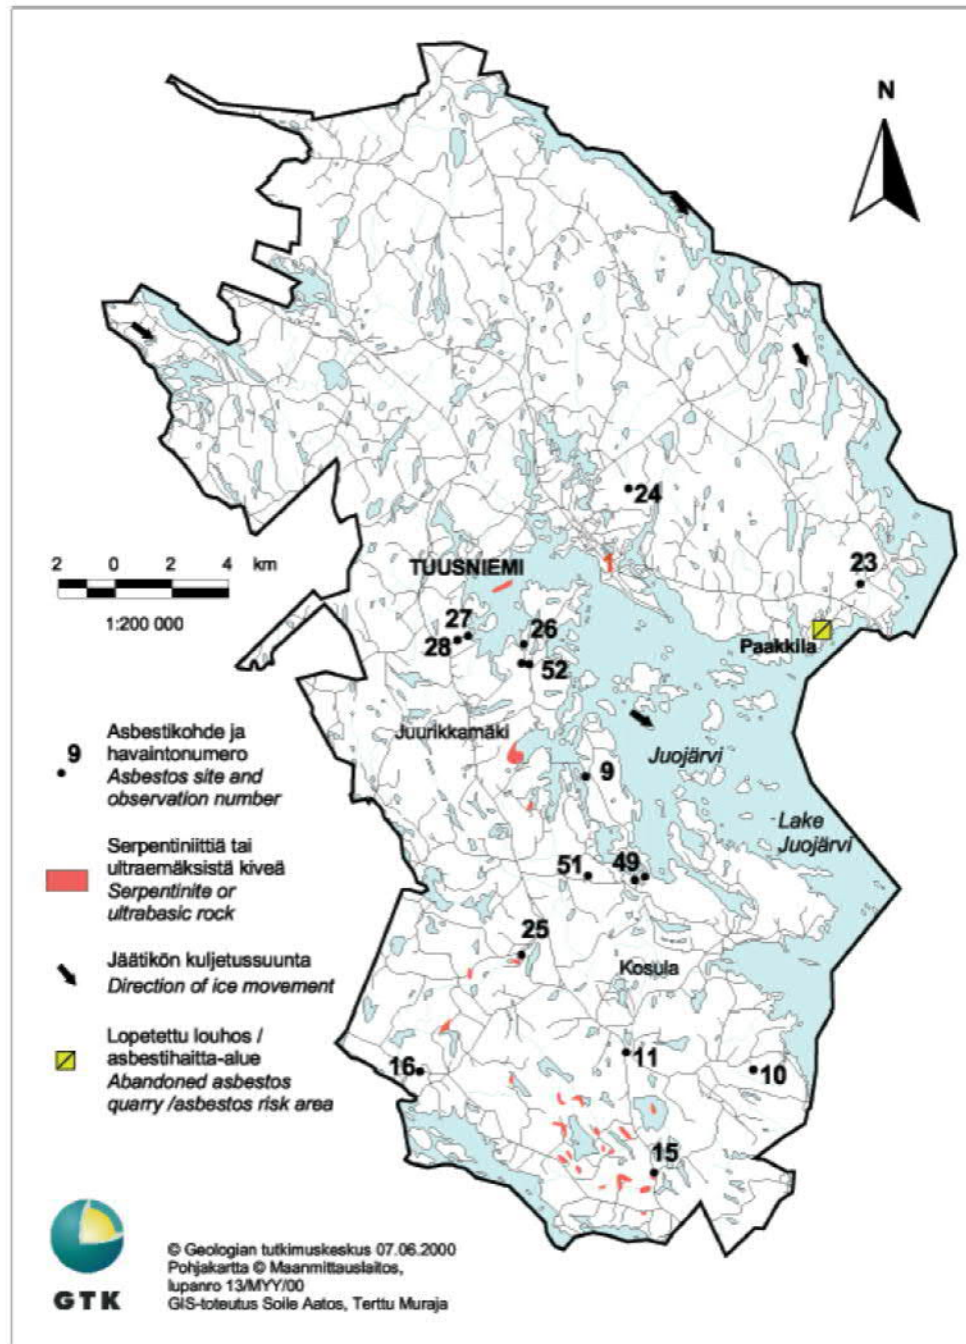 N
24
1
TUUSNIEMI
23
2 0 2 4 km
1:200 000
27
28
26
52
Paakkila
Juurikkamäki
Juojärvi
9
Lake
Juojärvi
51
49
25
Kosula
16
11
10
15
9
Asbestikohde ja
havaintonumero
Asbestos site and
observation number
Serpentiniittiä tai
ultraemäksistä kiveä
Serpentinite or
ultrabasic rock
Jäätikön kuljetussuunta
Direction of ice movement
Lopetettu louhos /
asbestihaitta-alue
Abandoned asbestos
quarry /asbestos risk area
GTK
© Geologian tutkimuskeskus 07.06.2000
Pohjakartta © Maanmittauslaitos,
lupanro 13/MYY/00
GIS-toteutus Soile Aatos, Terttu Muraja